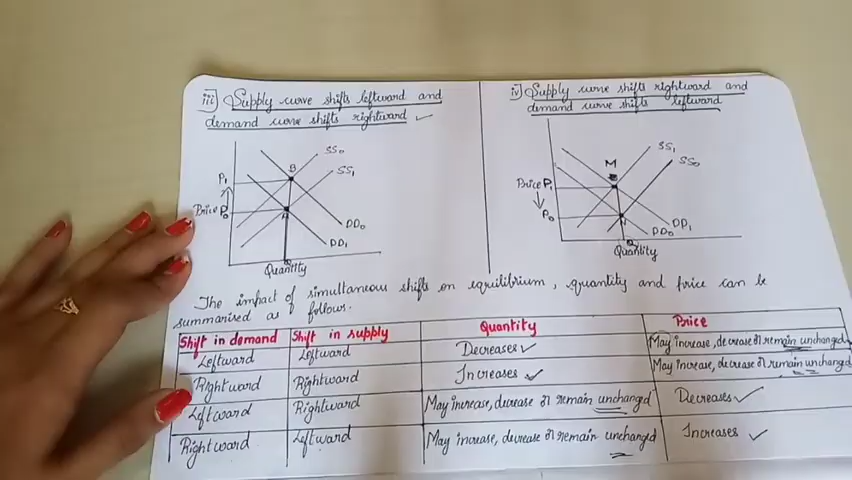 iii) Supply curve shifts leftward and
demand curve shifts rightward ✓
SS0
B
SS1
P1
Price P0
A
DD0
DD1
Quantity
iv) Supply curve shifts rightward and
demand curve shifts leftward
SS1
M
SS0
Price P1
P0
N
DD1
DD0
Quantity
The impact of simultaneous shifts on equilibrium, quantity and price can be
summarised as follows.
Shift in demand Shift in supply Quantity Price
Leftward Leftward Decreases ✓ May increase, decrease or remain unchanged
Rightward Rightward Increases ✓ May increase, decrease or remain unchanged
Leftward Rightward May increase, decrease or remain unchanged Decreases ✓
Rightward Leftward May increase, decrease or remain unchanged Increases ✓